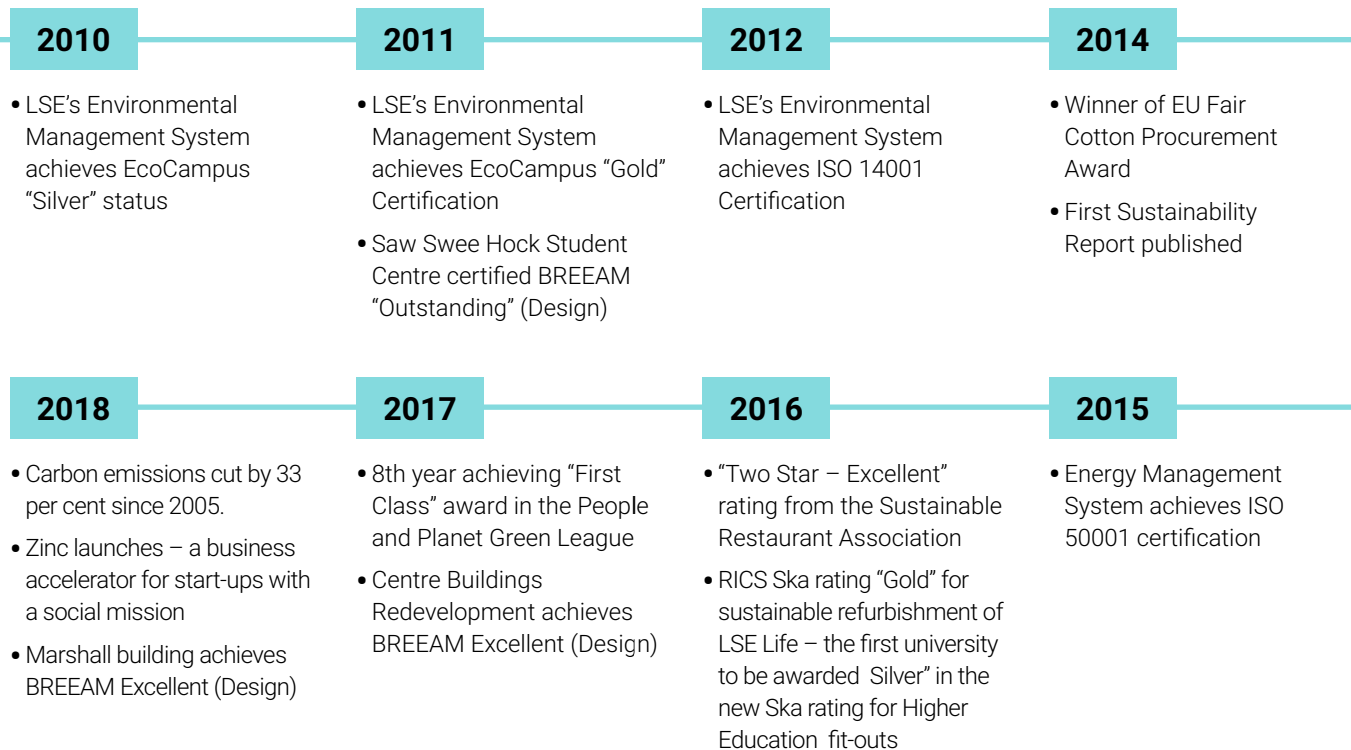 2010
• LSE’s Environmental
Management System
achieves EcoCampus
“Silver” status
2011
• LSE’s Environmental
Management System
achieves EcoCampus “Gold”
Certification
• Saw Swee Hock Student
Centre certified BREEAM
“Outstanding” (Design)
2012
• LSE’s Environmental
Management System
achieves ISO 14001
Certification
2014
• Winner of EU Fair
Cotton Procurement
Award
• First Sustainability
Report published
2018
• Carbon emissions cut by 33
per cent since 2005.
• Zinc launches – a business
accelerator for start-ups with
a social mission
• Marshall building achieves
BREEAM Excellent (Design)
2017
• 8th year achieving “First
Class” award in the People
and Planet Green League
• Centre Buildings
Redevelopment achieves
BREEAM Excellent (Design)
2016
• “Two Star – Excellent”
rating from the Sustainable
Restaurant Association
• RICS Ska rating “Gold” for
sustainable refurbishment of
LSE Life – the first university
to be awarded Silver” in the
new Ska rating for Higher
Education fit-outs
2015
• Energy Management
System achieves ISO
50001 certification